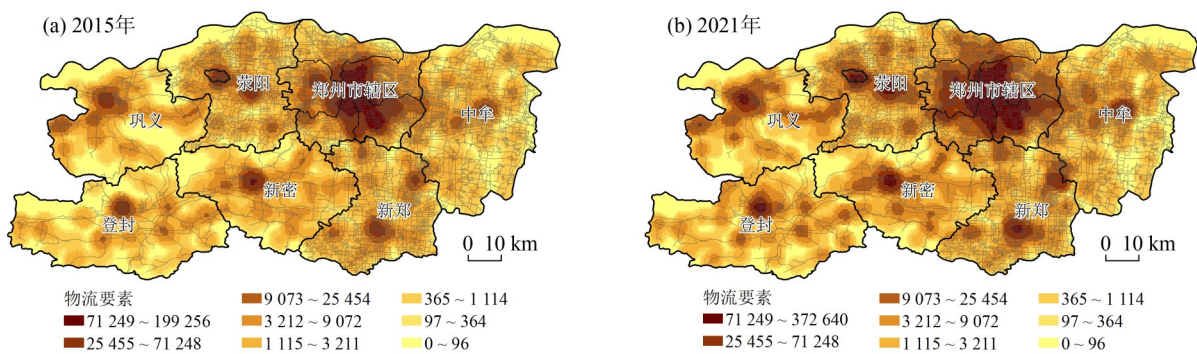 (a) 2015年
荥阳
郑州市辖区
中牟
巩义
新密
登封
新郑
0 10 km
物流要素
71 249 ~ 199 256
25 455 ~ 71 248
9 073 ~ 25 454
3 212 ~ 9 072
1 115 ~ 3 211
365 ~ 1 114
97 ~ 364
0 ~ 96
(b) 2021年
荥阳
郑州市辖区
中牟
巩义
新密
登封
新郑
0 10 km
物流要素
71 249 ~ 372 640
25 455 ~ 71 248
9 073 ~ 25 454
3 212 ~ 9 072
1 115 ~ 3 211
365 ~ 1 114
97 ~ 364
0 ~ 96